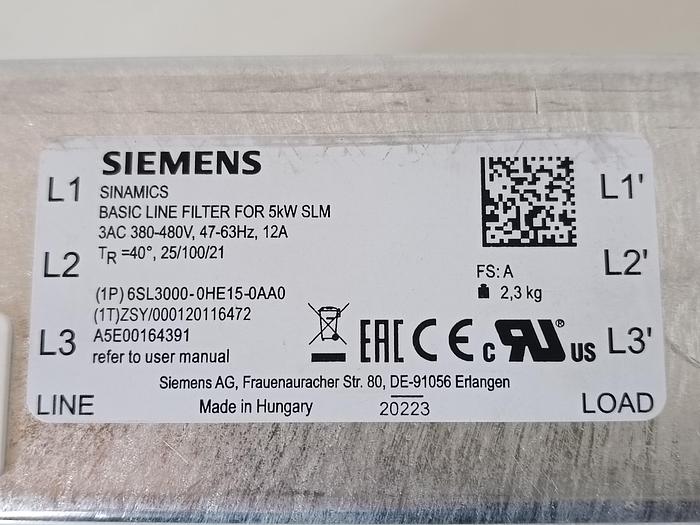 SIEMENS
SINAMICS
BASIC LINE FILTER FOR 5kW SLM
3AC 380-480V, 47-63Hz, 12A
TR =40°, 25/100/21
(1P) 6SL3000-0HE15-0AA0
(1T)ZSY/000120116472
A5E00164391
refer to user manual
L1
L2
L3
LINE
FS: A
2,3 kg
EAC CE c RU® US
L1'
L2'
L3'
LOAD
Siemens AG, Frauenauracher Str. 80, DE-91056 Erlangen
Made in Hungary
20223